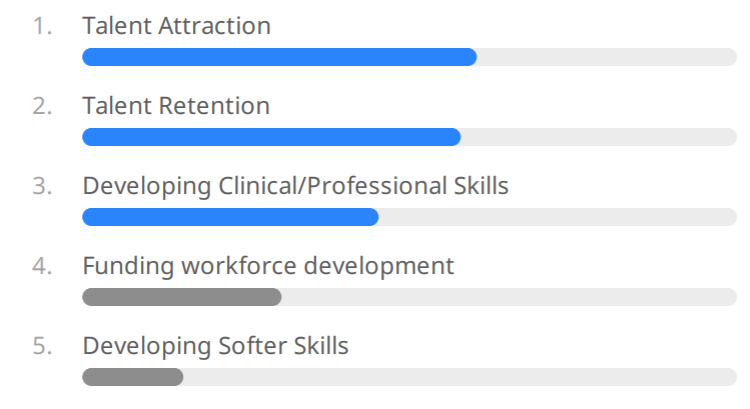 1. Talent Attraction
2. Talent Retention
3. Developing Clinical/Professional Skills
4. Funding workforce development
5. Developing Softer Skills